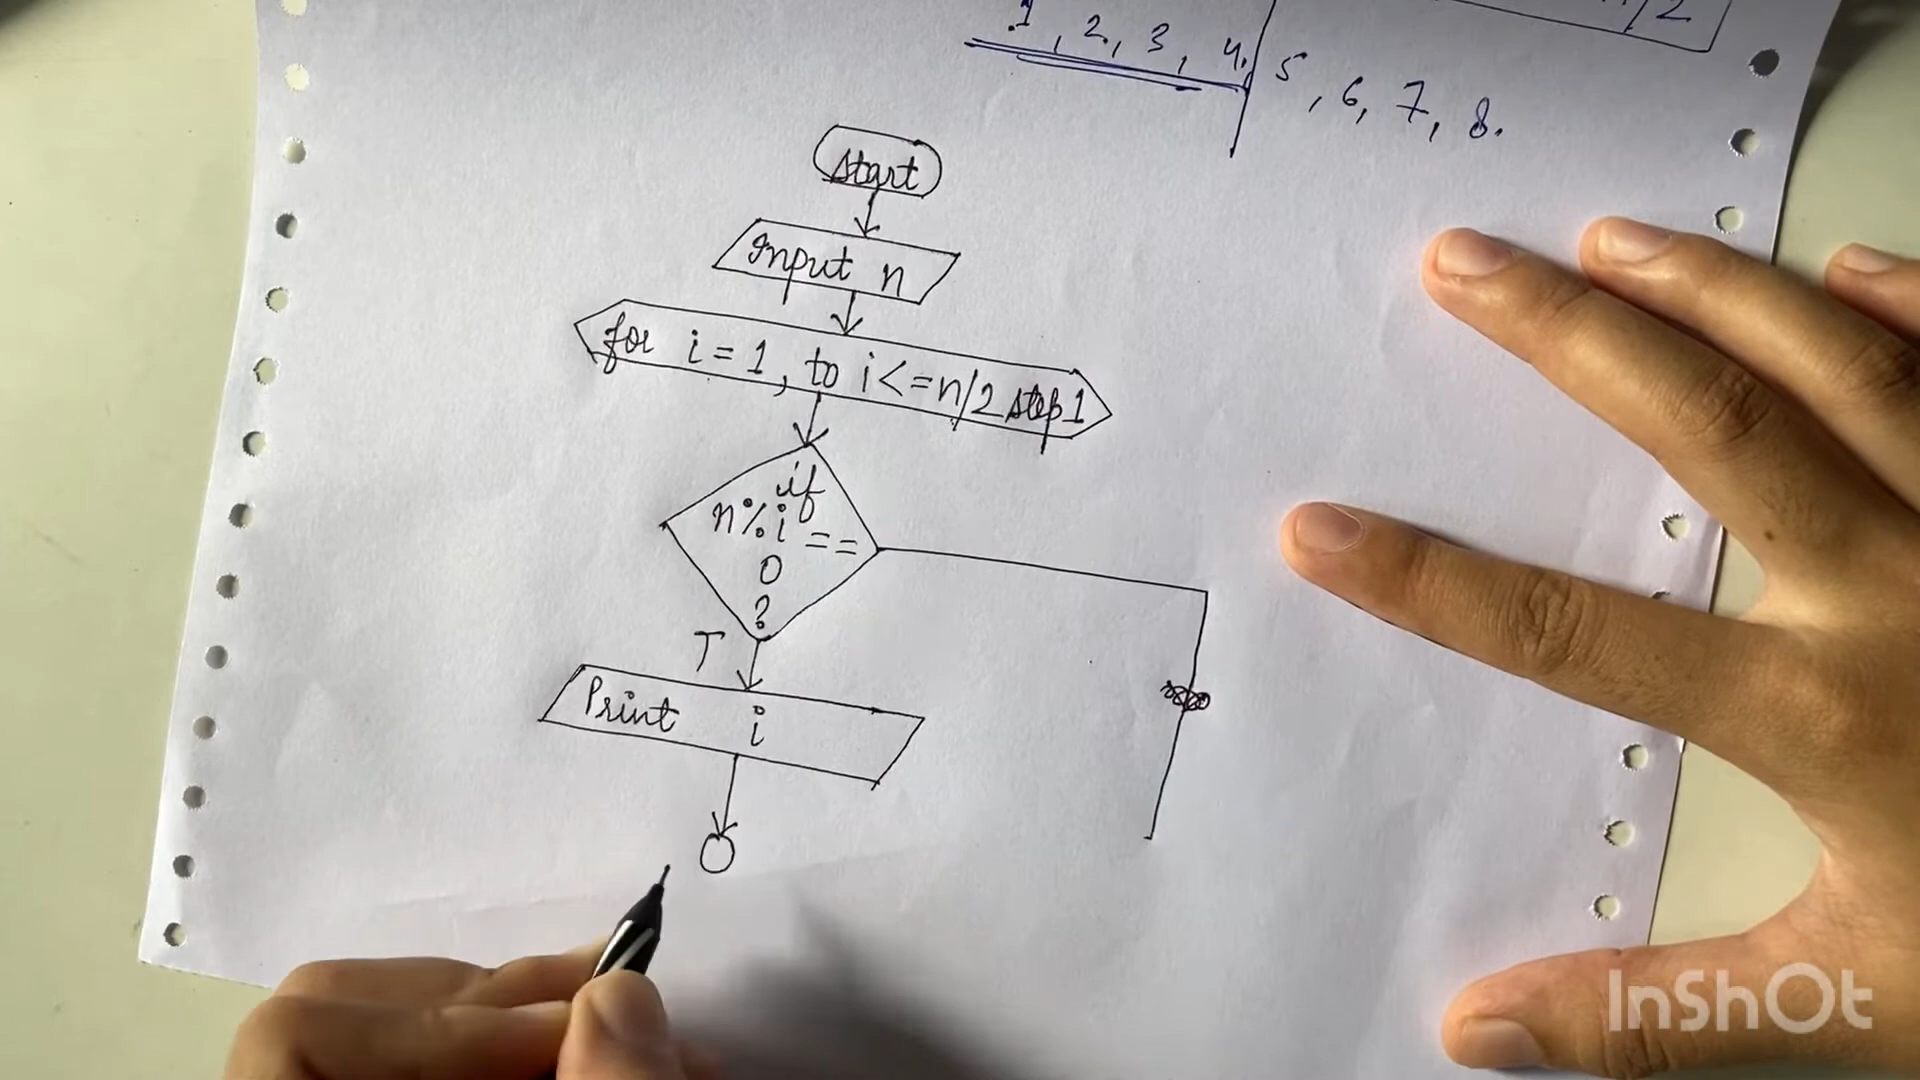 n/2
1, 2, 3, 4, 5, 6, 7, 8.
Start
Input n
for i = 1, to i <= n/2 step 1
if
n % i ==
0
?
T
Print i
InShOt